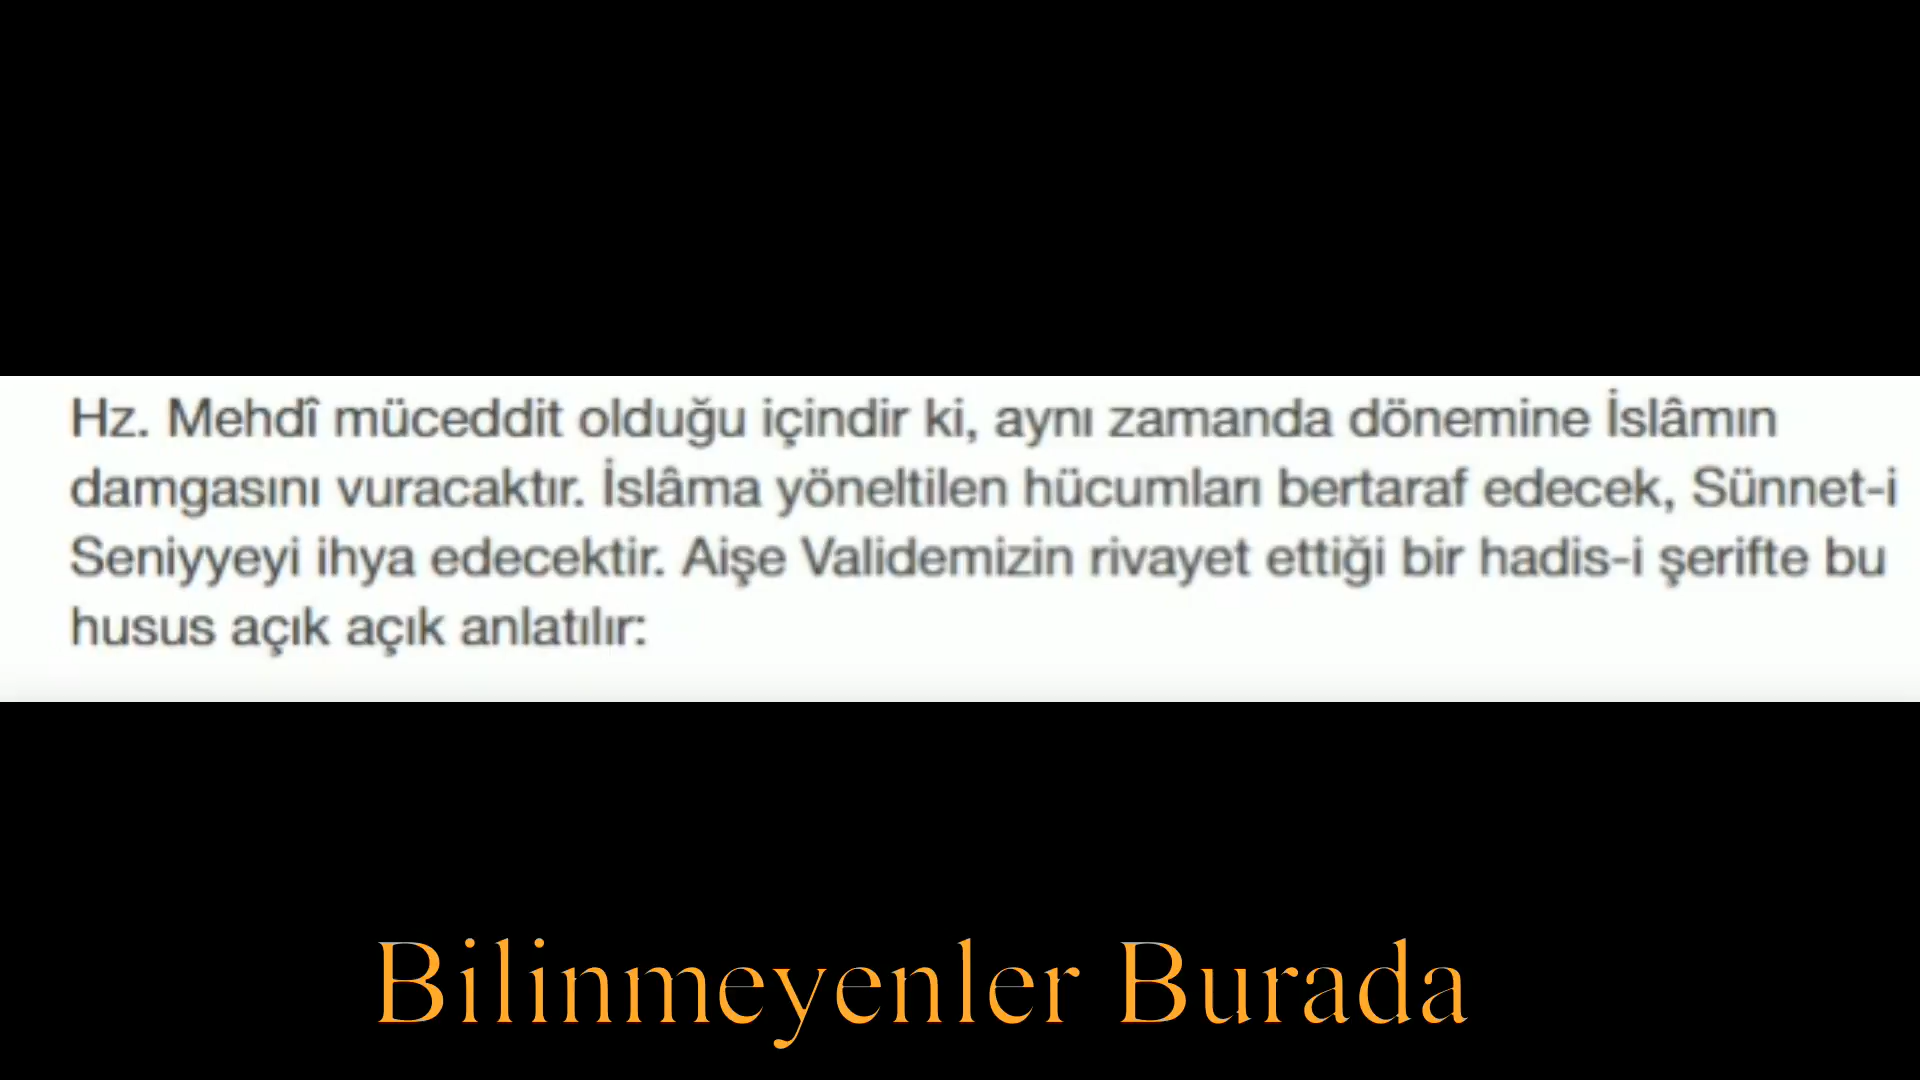 Hz. Mehdî müceddit olduğu içindir ki, aynı zamanda dönemine İslâmın
damgasını vuracaktır. İslâma yöneltilen hücumları bertaraf edecek, Sünnet-i
Seniyyeyi ihya edecektir. Aişe Validemizin rivayet ettiği bir hadis-i şerifte bu
husus açık açık anlatılır:
Bilinmeyenler Burada